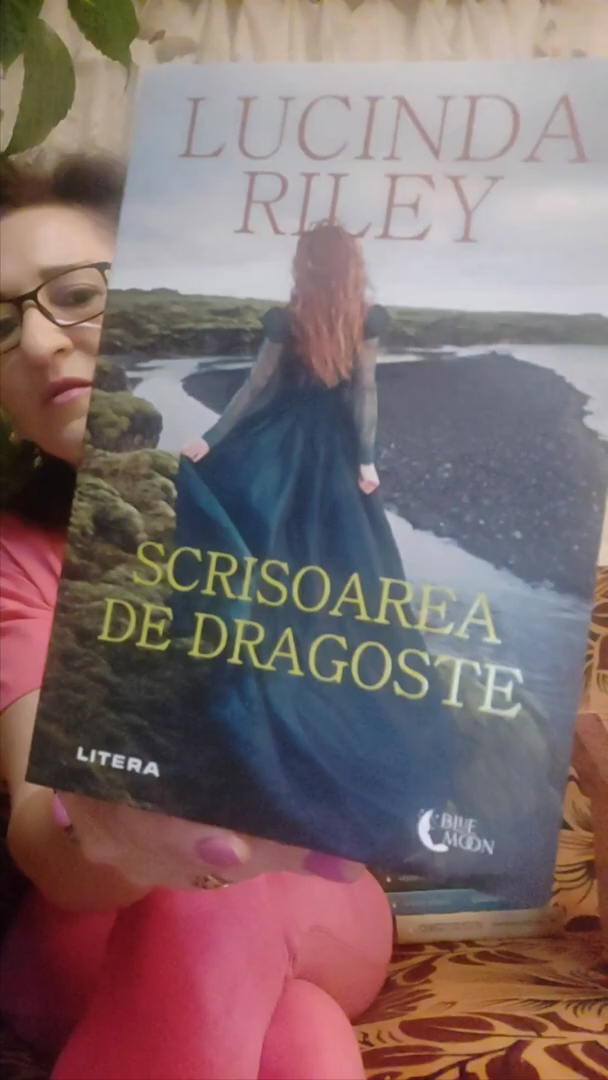 LUCINDA
RILEY
SCRISOAREA
DE DRAGOSTE
LITERA
BLUE
MOON